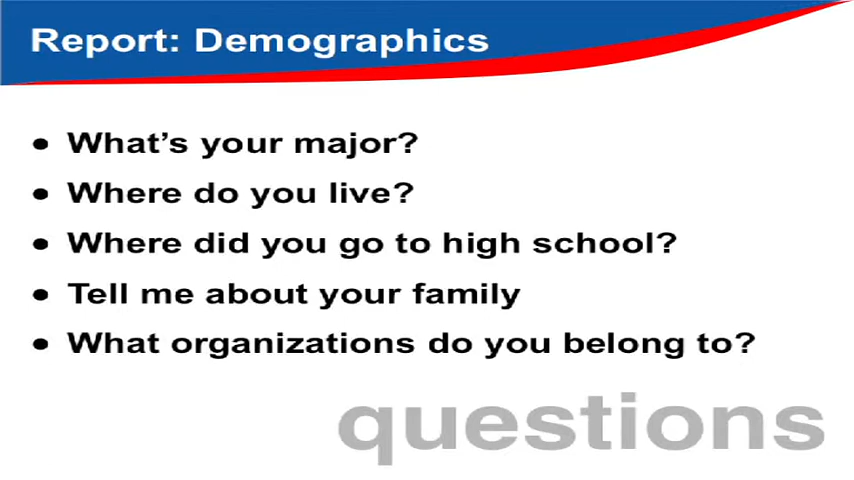 Report: Demographics
• What’s your major?
• Where do you live?
• Where did you go to high school?
• Tell me about your family
• What organizations do you belong to?
questions